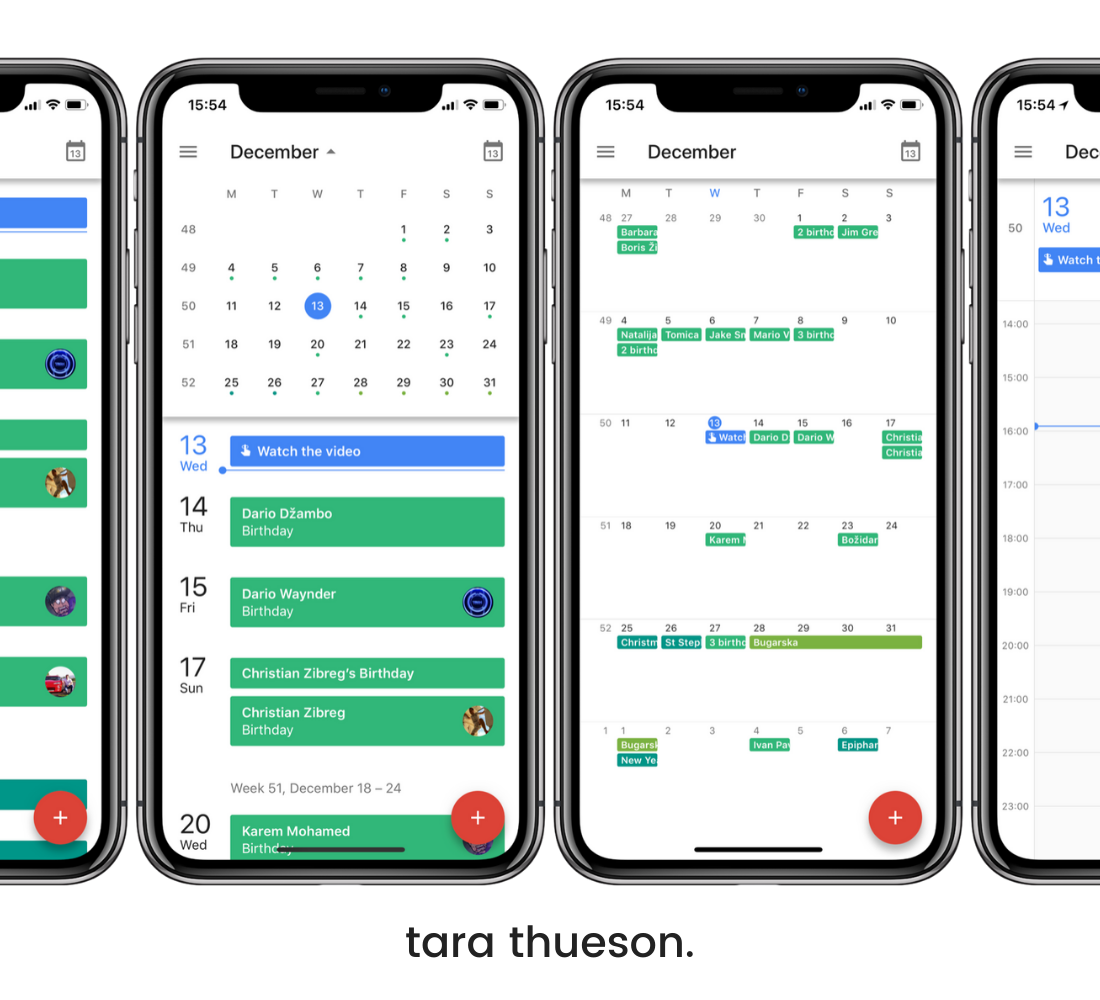 13
15:54
December
13
M T W T F S S
48 1 2 3
49 4 5 6 7 8 9 10
50 11 12 13 14 15 16 17
51 18 19 20 21 22 23 24
52 25 26 27 28 29 30 31
13
Wed
Watch the video
14
Thu
Dario Džambo
Birthday
15
Fri
Dario Waynder
Birthday
17
Sun
Christian Zibreg's Birthday
Christian Zibreg
Birthday
Week 51, December 18 – 24
20
Wed
Karem Mohamed
Birthday
15:54
December
13
M T W T F S S
48 27 28 29 30 1 2 3
Barbara 2 birthd Jim Gre
Boris Ži
49 4 5 6 7 8 9 10
Natalija Tomica Jake Sm Mario V 3 birthd
2 birthd
50 11 12 13 14 15 16 17
Watch Dario D Dario W Christia
Christia
51 18 19 20 21 22 23 24
Karem M Božidar
52 25 26 27 28 29 30 31
Christm St Step 3 birthd Bugarska
1 1 2 3 4 5 6 7
Bugarsk Ivan Pav Epiphan
New Ye
15:54
Dec
13
50 Wed
Watch t
14:00
15:00
16:00
17:00
18:00
19:00
20:00
21:00
22:00
23:00
tara thueson.